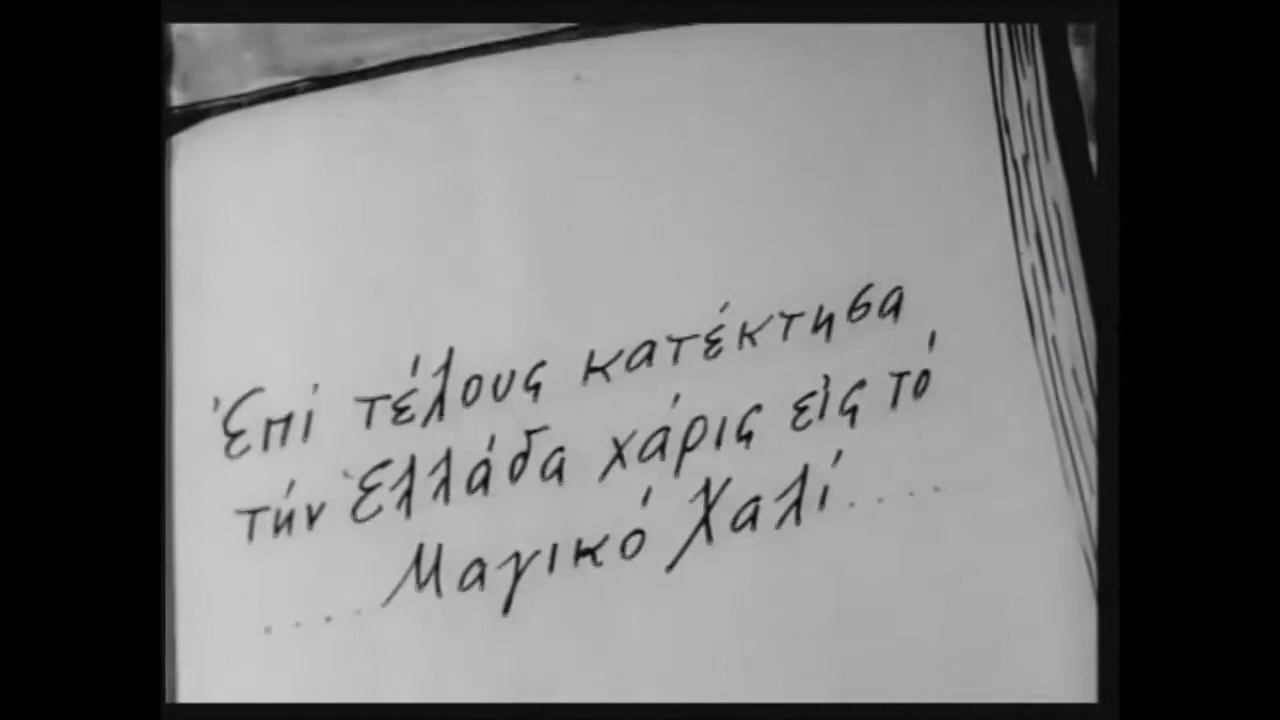 Ἐπί τέλους κατέκτησα
τήν Ἑλλάδα χάρις εἰς τό
.... Μαγικό Χαλί ....